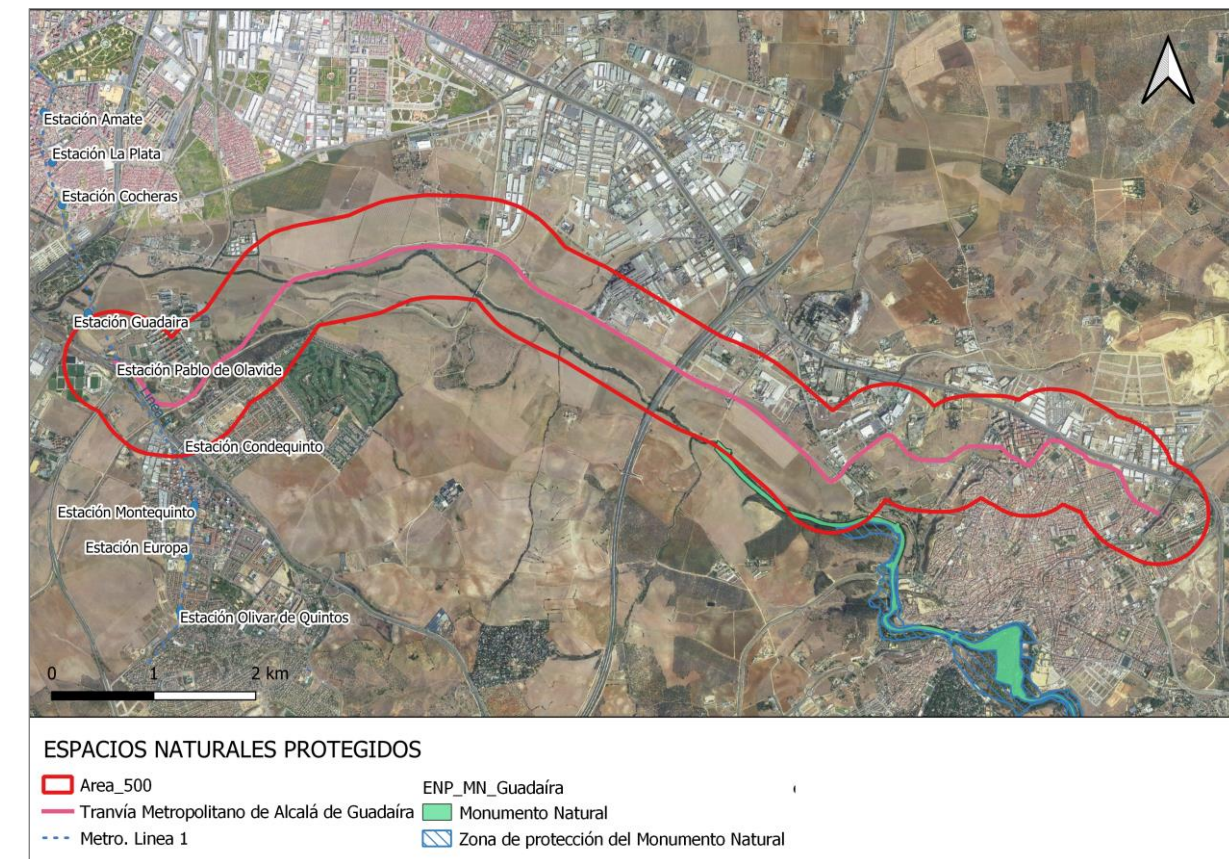 Estación Amate
Estación La Plata
Estación Cocheras
Estación Guadaira
Estación Pablo de Olavide
Estación Condequinto
Estación Montequinto
Estación Europa
Estación Olivar de Quintos
0 1 2 km
ESPACIOS NATURALES PROTEGIDOS
Area_500
Tranvía Metropolitano de Alcalá de Guadaíra
Metro. Linea 1
ENP_MN_Guadaíra
Monumento Natural
Zona de protección del Monumento Natural